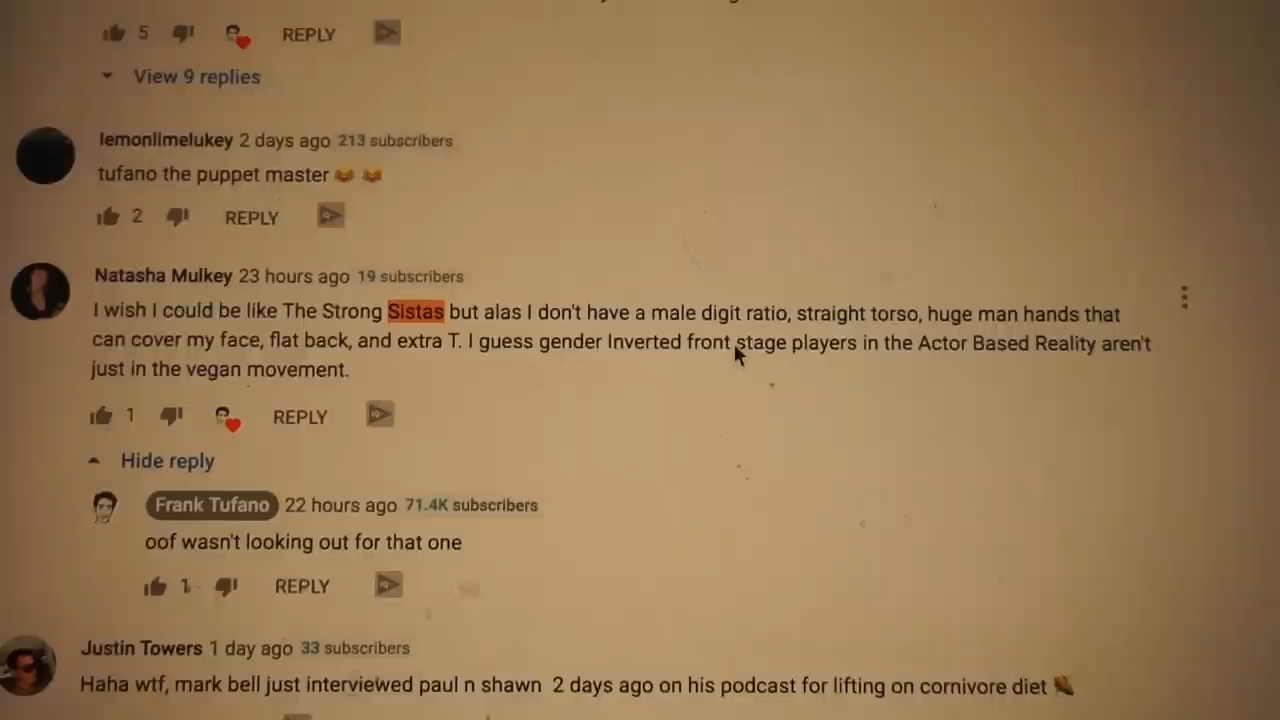 5 REPLY
View 9 replies
lemonlimelukey 2 days ago 213 subscribers
tufano the puppet master
2 REPLY
Natasha Mulkey 23 hours ago 19 subscribers
I wish I could be like The Strong Sistas but alas I don't have a male digit ratio, straight torso, huge man hands that
can cover my face, flat back, and extra T. I guess gender Inverted front stage players in the Actor Based Reality aren't
just in the vegan movement.
1 REPLY
Hide reply
Frank Tufano 22 hours ago 71.4K subscribers
oof wasn't looking out for that one
1 REPLY
Justin Towers 1 day ago 33 subscribers
Haha wtf, mark bell just interviewed paul n shawn 2 days ago on his podcast for lifting on cornivore diet